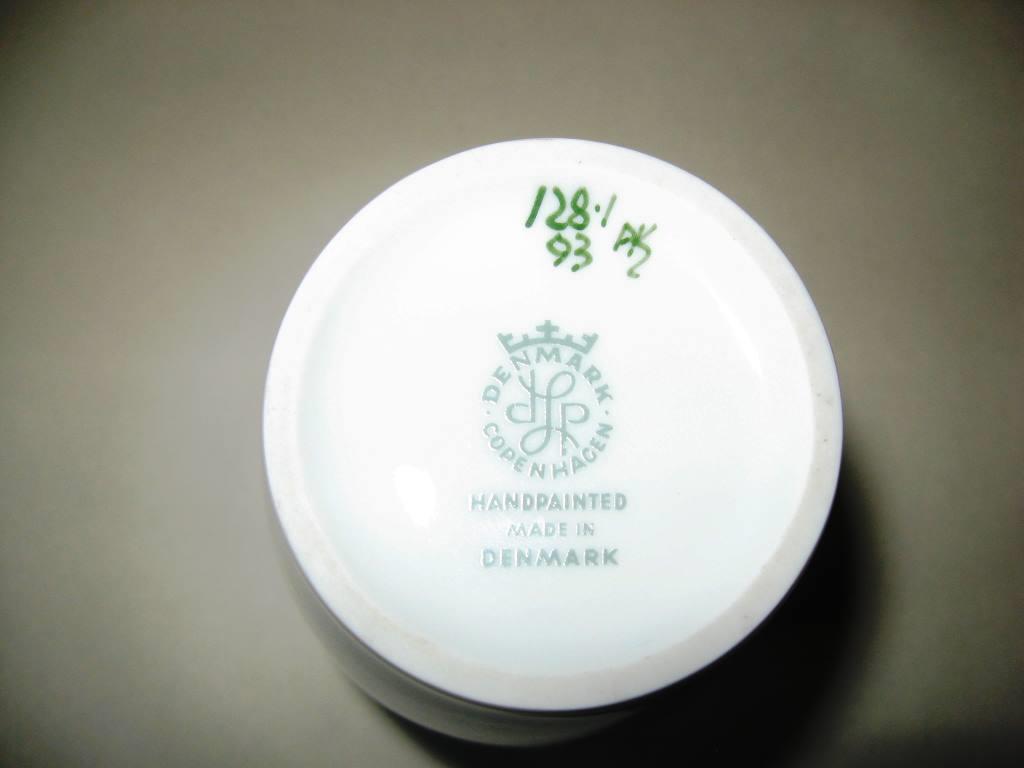 128·1
93
DENMARK
COPENHAGEN
HANDPAINTED
MADE IN
DENMARK